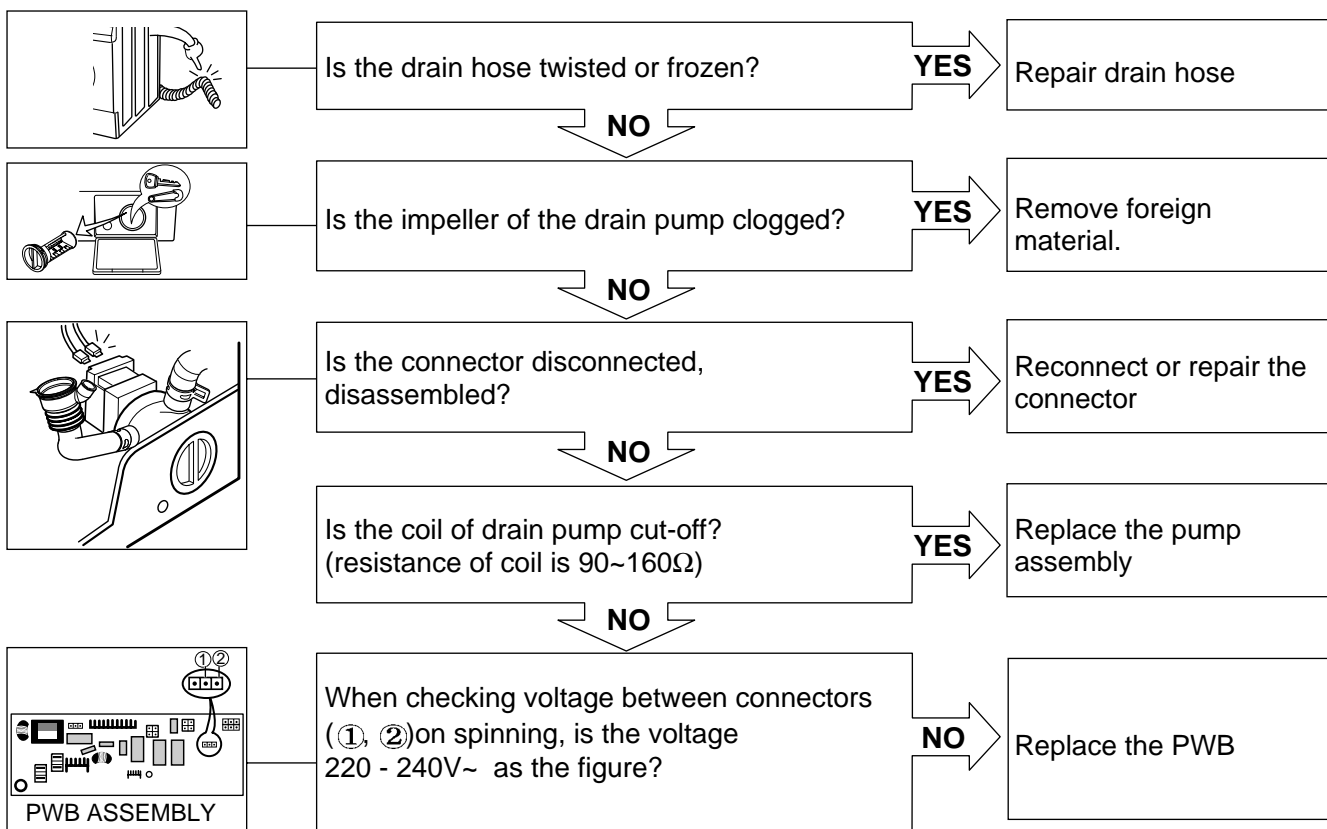 Is the drain hose twisted or frozen?
YES
Repair drain hose
NO
Is the impeller of the drain pump clogged?
YES
Remove foreign
material.
NO
Is the connector disconnected,
disassembled?
YES
Reconnect or repair the
connector
NO
Is the coil of drain pump cut-off?
(resistance of coil is 90~160Ω)
YES
Replace the pump
assembly
NO
①②
PWB ASSEMBLY
When checking voltage between connectors
(①, ②)on spinning, is the voltage
220 - 240V~ as the figure?
NO
Replace the PWB